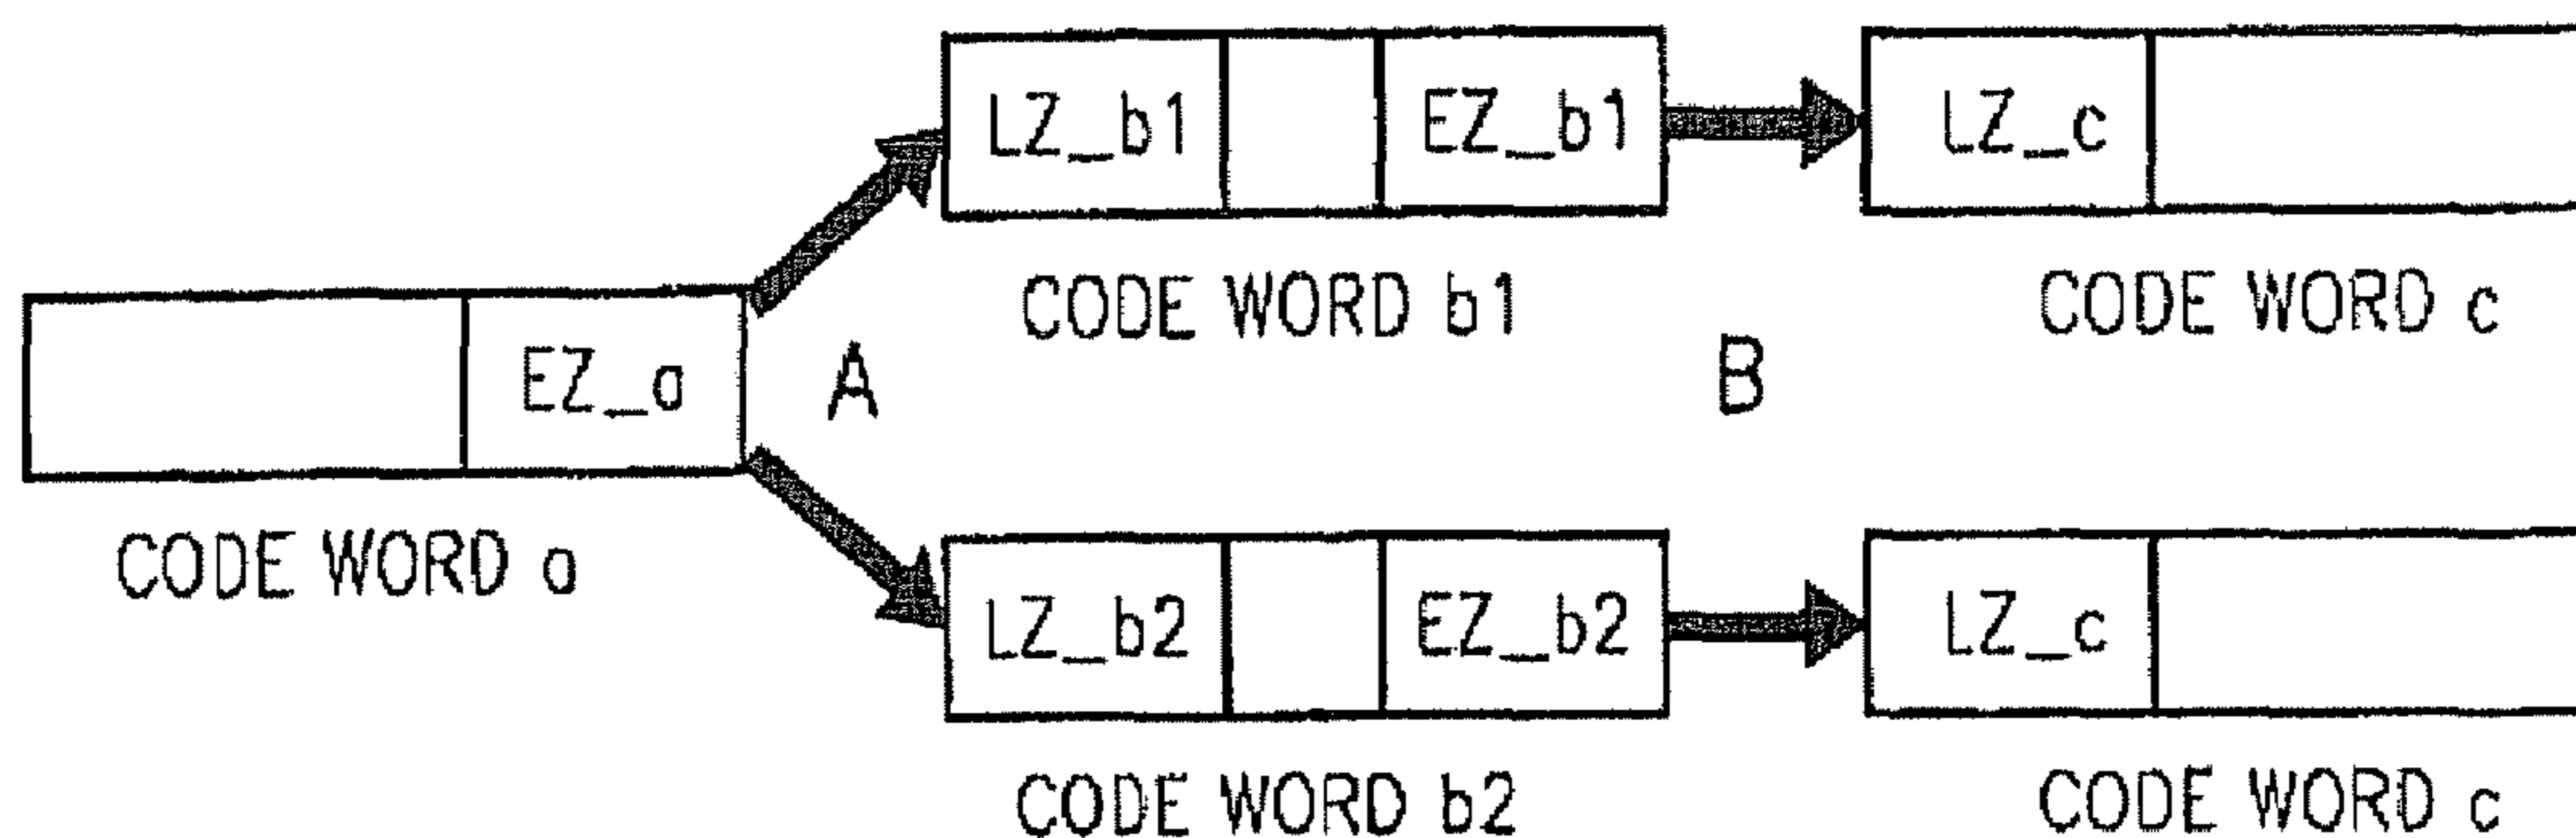 LZ_b1 EZ_b1 LZ_c
CODE WORD b1 CODE WORD c
EZ_a A B
CODE WORD a
LZ_b2 EZ_b2 LZ_c
CODE WORD b2 CODE WORD c